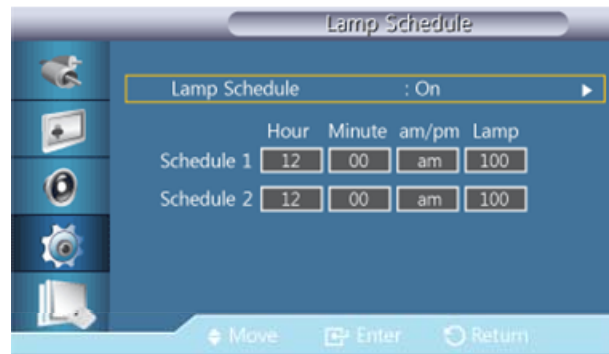 Lamp Schedule
Lamp Schedule : On
Hour Minute am/pm Lamp
Schedule 1 12 00 am 100
Schedule 2 12 00 am 100
Move Enter Return